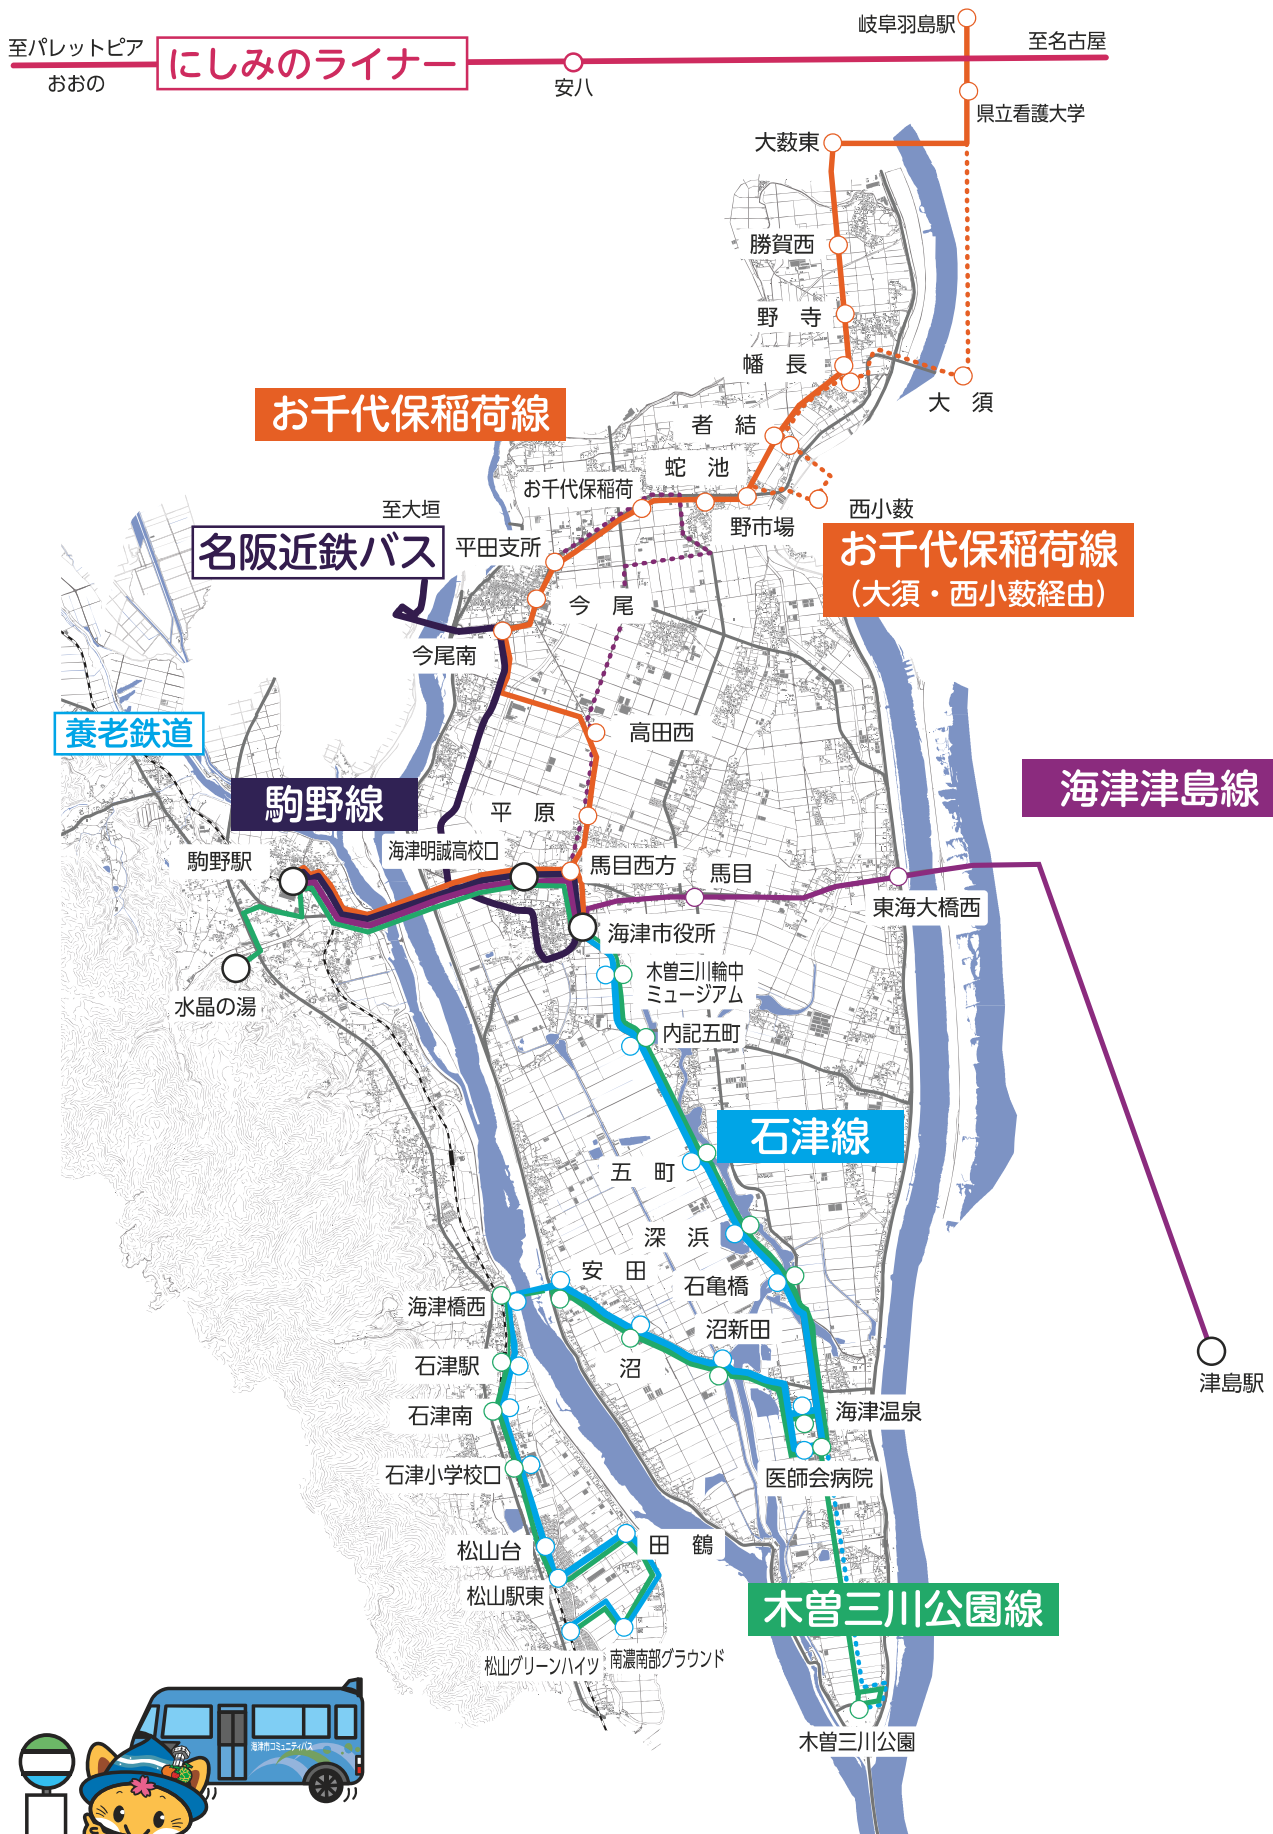 岐阜羽島駅
至パレットピア
おおの
にしみのライナー
安八
至名古屋
県立看護大学
大薮東
勝賀西
野　寺
幡　長
大　須
お千代保稲荷線
者　結
蛇　池
お千代保稲荷
至大垣
西小薮
野市場
名阪近鉄バス
平田支所
お千代保稲荷線
（大須・西小薮経由）
今　尾
今尾南
養老鉄道
高田西
海津津島線
駒野線
平　原
海津明誠高校口
駒野駅
馬目西方
馬目
東海大橋西
海津市役所
水晶の湯
木曽三川輪中
ミュージアム
内記五町
石津線
五　町
深　浜
安　田
石亀橋
海津橋西
沼新田
沼
石津駅
津島駅
石津南
海津温泉
石津小学校口
医師会病院
松山台
田　鶴
松山駅東
木曽三川公園線
松山グリーンハイツ
南濃南部グラウンド
木曽三川公園
海津市コミュニティバス